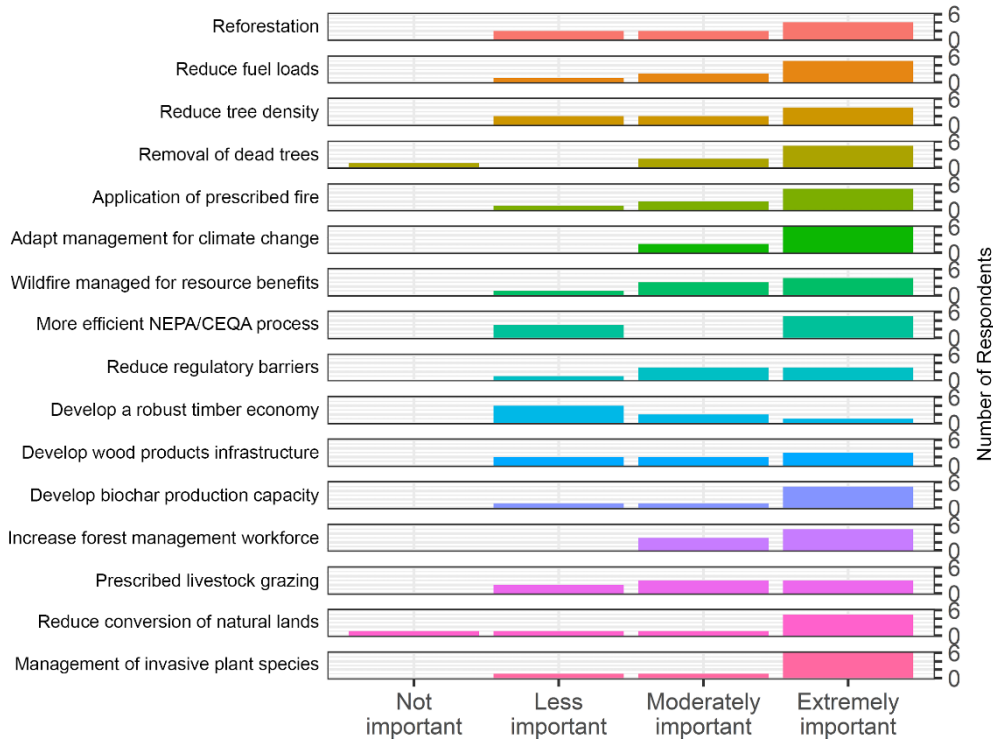 Reforestation
6
0
Reduce fuel loads
6
0
Reduce tree density
6
0
Removal of dead trees
6
0
Application of prescribed fire
6
0
Adapt management for climate change
6
0
Wildfire managed for resource benefits
6
0
More efficient NEPA/CEQA process
6
0
Reduce regulatory barriers
6
0
Develop a robust timber economy
6
0
Develop wood products infrastructure
6
0
Develop biochar production capacity
6
0
Increase forest management workforce
6
0
Prescribed livestock grazing
6
0
Reduce conversion of natural lands
6
0
Management of invasive plant species
6
0
Number of Respondents
Not
important
Less
important
Moderately
important
Extremely
important